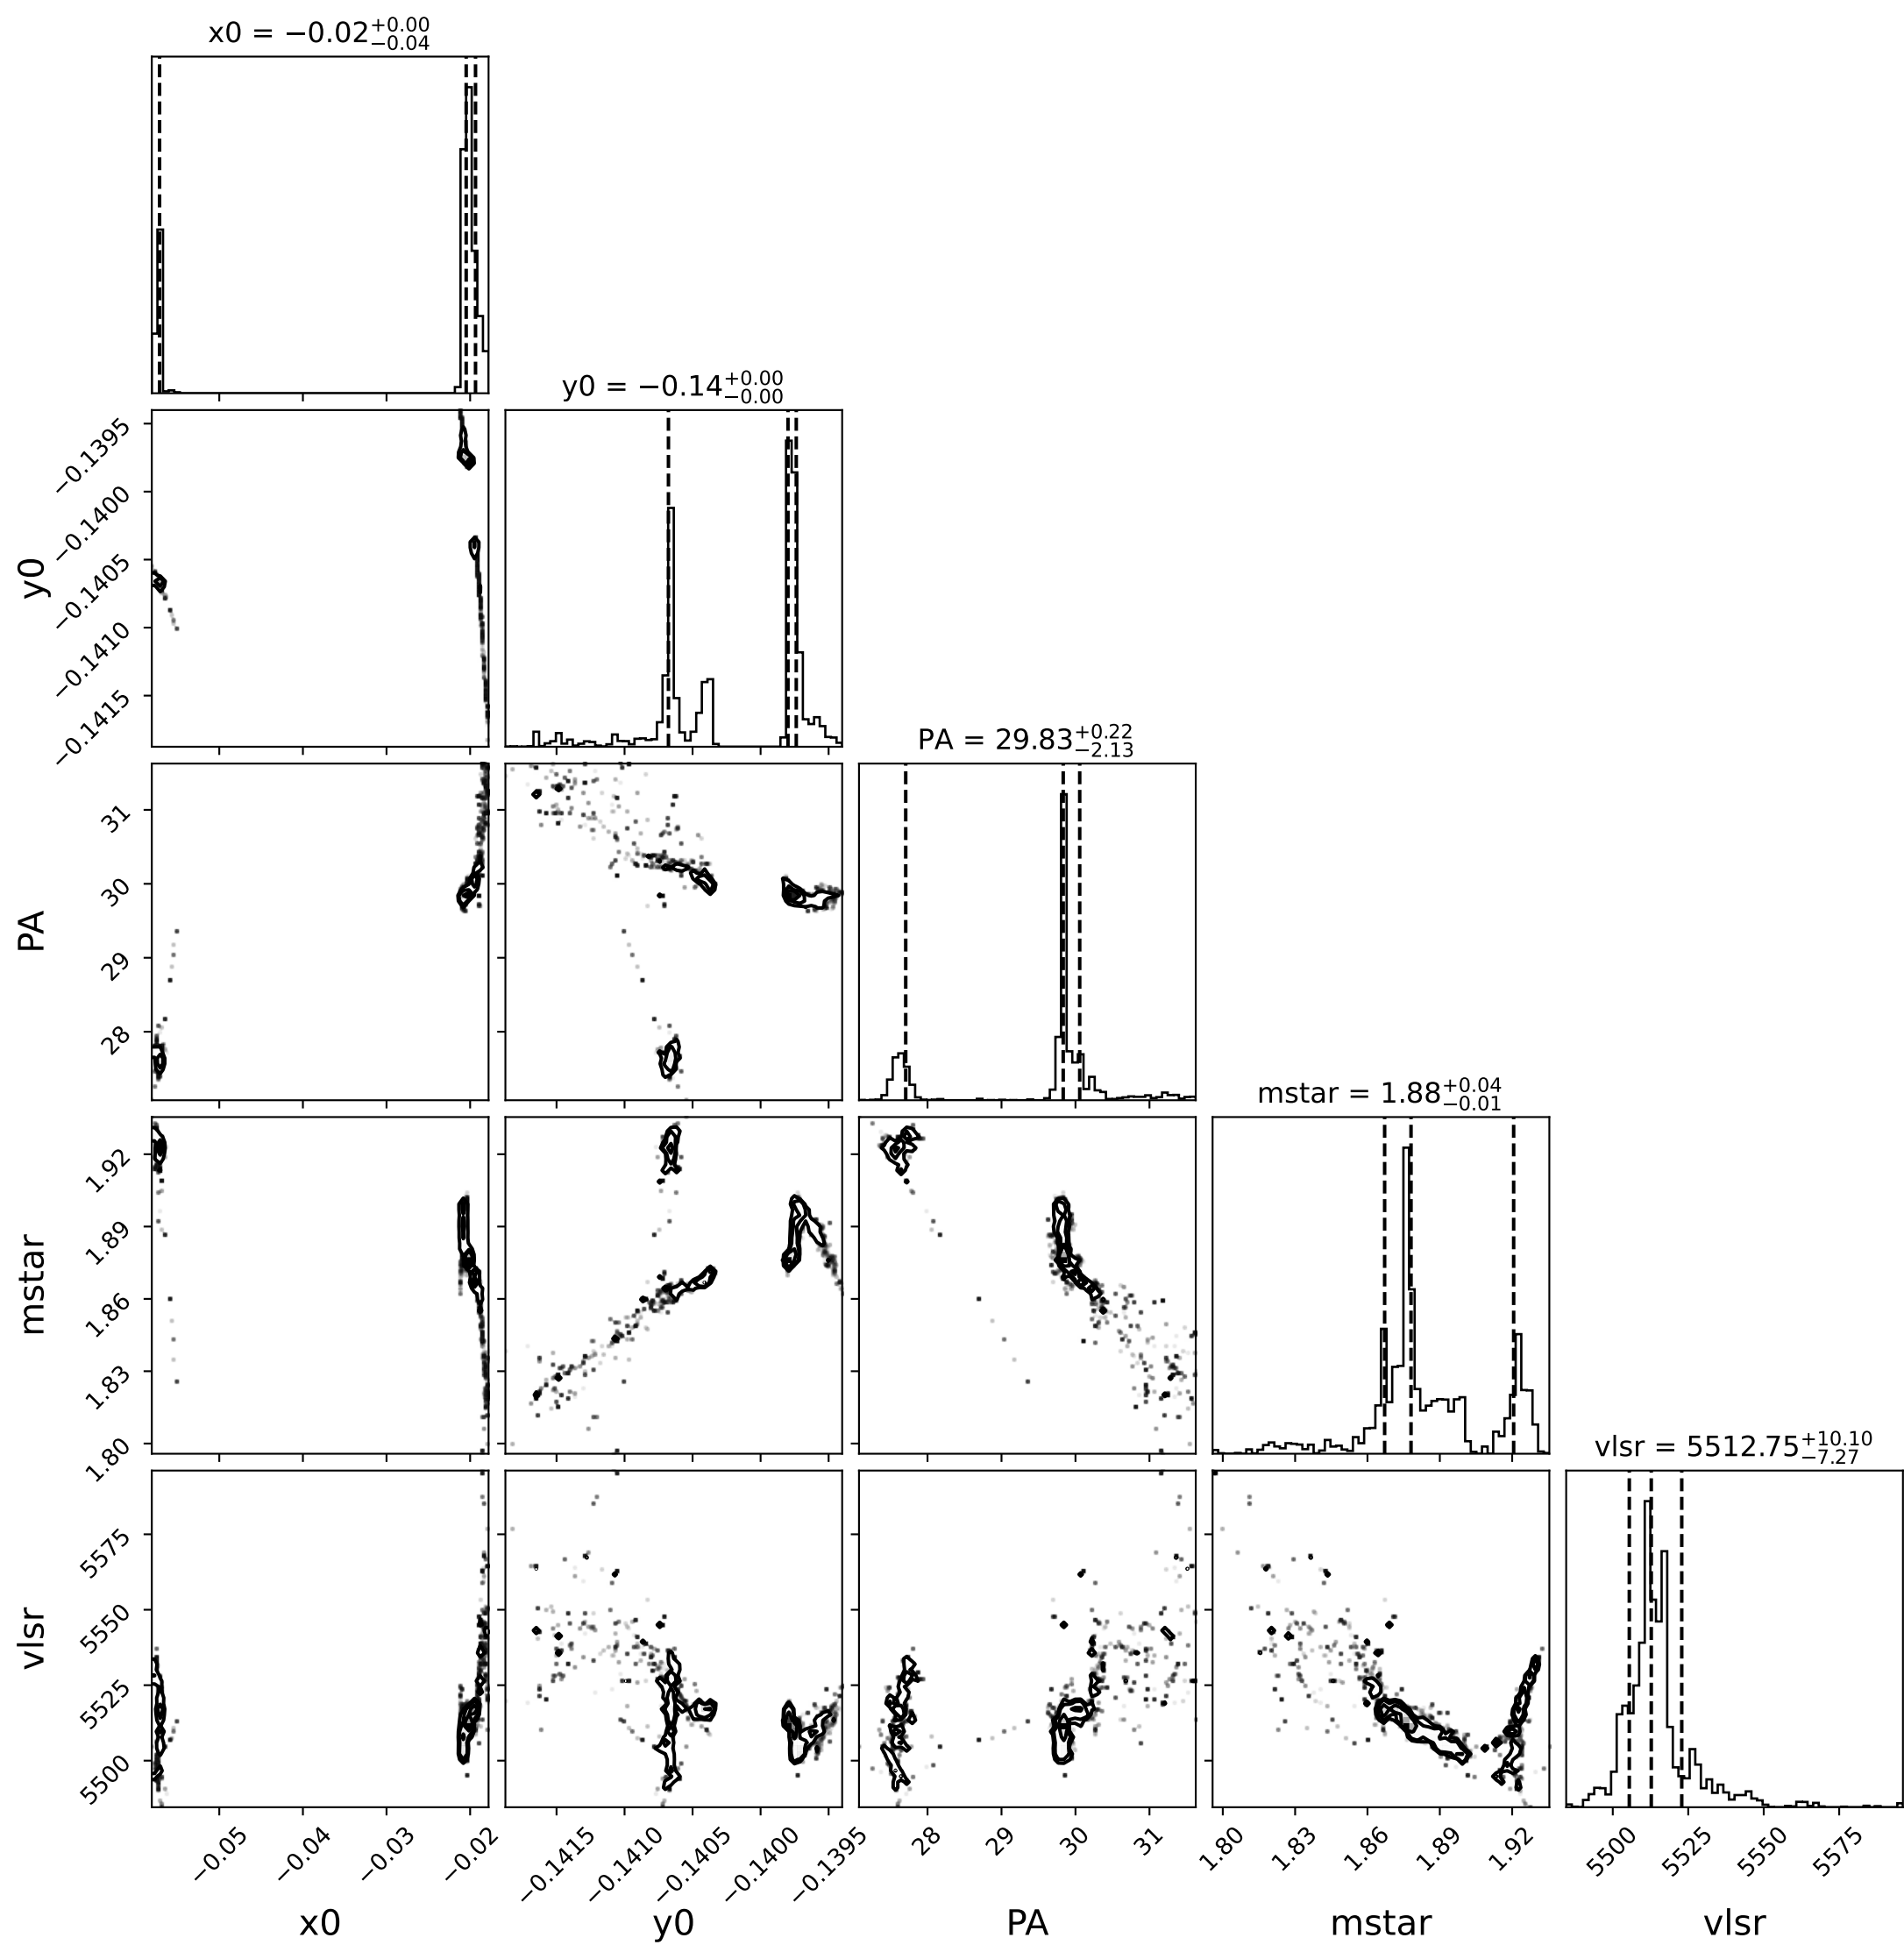 x0 = −0.02+0.00 −0.04
y0 = −0.14+0.00 −0.00
−0.1395
−0.1400
−0.1405
−0.1410
−0.1415
y0
PA = 29.83+0.22 −2.13
31
30
29
28
PA
mstar = 1.88+0.04 −0.01
1.92
1.89
1.86
1.83
1.80
mstar
vlsr = 5512.75+10.10 −7.27
5575
5550
5525
5500
vlsr
−0.05 −0.04 −0.03 −0.02
−0.1415 −0.1410 −0.1405 −0.1400 −0.1395
28 29 30 31
1.80 1.83 1.86 1.89 1.92
5500 5525 5550 5575
x0 y0 PA mstar vlsr